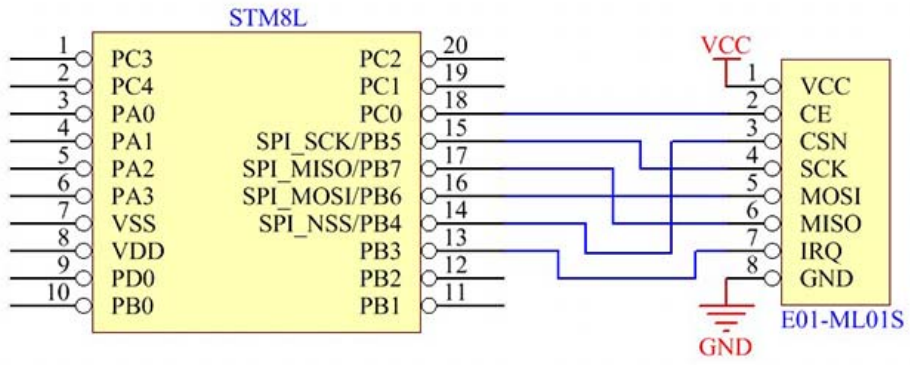 STM8L
1 PC3 PC2 20
2 PC4 PC1 19
3 PA0 PC0 18
4 PA1 SPI_SCK/PB5 15
5 PA2 SPI_MISO/PB7 17
6 PA3 SPI_MOSI/PB6 16
7 VSS SPI_NSS/PB4 14
8 VDD PB3 13
9 PD0 PB2 12
10 PB0 PB1 11
VCC
1 VCC
2 CE
3 CSN
4 SCK
5 MOSI
6 MISO
7 IRQ
8 GND
E01-ML01S
GND